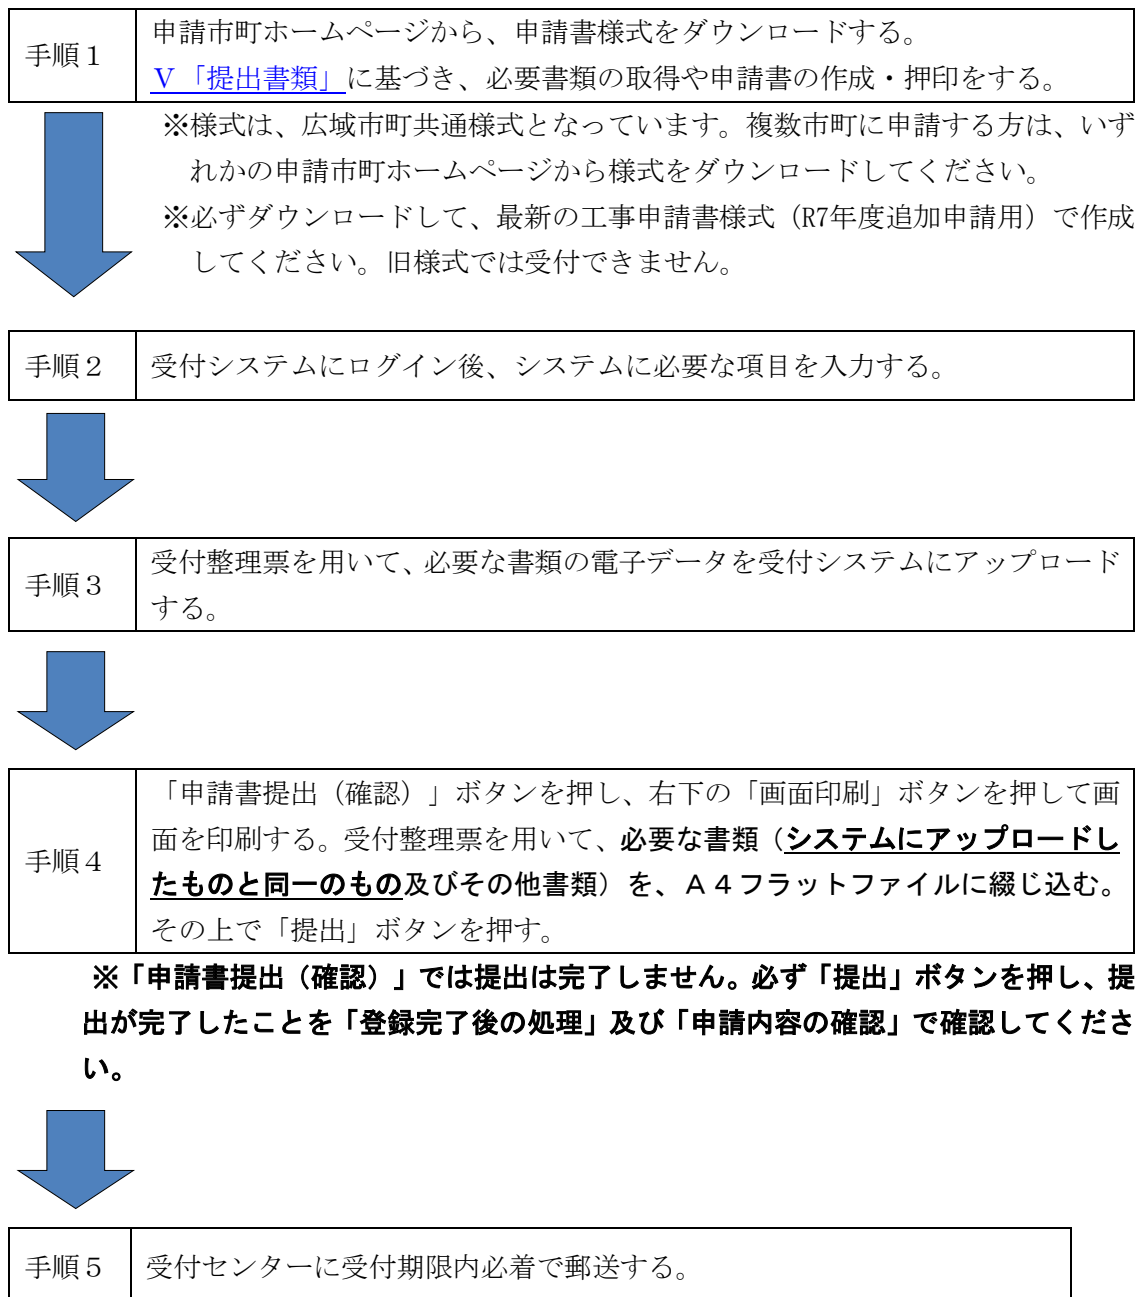 手順１
申請市町ホームページから、申請書様式をダウンロードする。
Ⅴ「提出書類」に基づき、必要書類の取得や申請書の作成・押印をする。
※様式は、広域市町共通様式となっています。複数市町に申請する方は、いず
れかの申請市町ホームページから様式をダウンロードしてください。
※必ずダウンロードして、最新の工事申請書様式（R7年度追加申請用）で作成
してください。旧様式では受付できません。
手順２
受付システムにログイン後、システムに必要な項目を入力する。
手順３
受付整理票を用いて、必要な書類の電子データを受付システムにアップロード
する。
手順４
「申請書提出（確認）」ボタンを押し、右下の「画面印刷」ボタンを押して画
面を印刷する。受付整理票を用いて、必要な書類（システムにアップロードし
たものと同一のもの及びその他書類）を、Ａ４フラットファイルに綴じ込む。
その上で「提出」ボタンを押す。
※「申請書提出（確認）」では提出は完了しません。必ず「提出」ボタンを押し、提
出が完了したことを「登録完了後の処理」及び「申請内容の確認」で確認してくださ
い。
手順５
受付センターに受付期限内必着で郵送する。